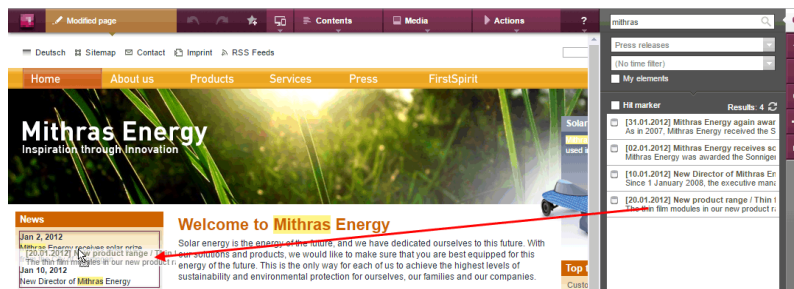 Modified page
Contents
Media
Actions
?
mithras
Deutsch Sitemap Contact Imprint RSS Feeds
Press releases
(No time filter)
My elements
Home About us Products Services Press FirstSpirit
Hit marker Results: 4
Mithras Energy
Inspiration through Innovation
Solar
used in
[31.01.2012] Mithras Energy again awar
As in 2007, Mithras Energy received the S
[02.01.2012] Mithras Energy receives so
Mithras Energy was awarded the Sonnige
[10.01.2012] New Director of Mithras En
Since 1 January 2008, the executive mana
[20.01.2012] New product range / Thin f
The thin film modules in our new product ra
News
Jan 2, 2012
Mithras Energy receives solar prize
[20.01.2012] New product range / Thin
The thin film modules in our new product r
Jan 10, 2012
New Director of Mithras Energy
Welcome to Mithras Energy
Solar energy is the energy of the future, and we have dedicated ourselves to this future. With
our solutions and products, we would like to make sure that you are best equipped for this
energy of the future. This is the only way for each of us to achieve the highest levels of
sustainability and environmental protection for ourselves, our families and our companies.
Top
Custo